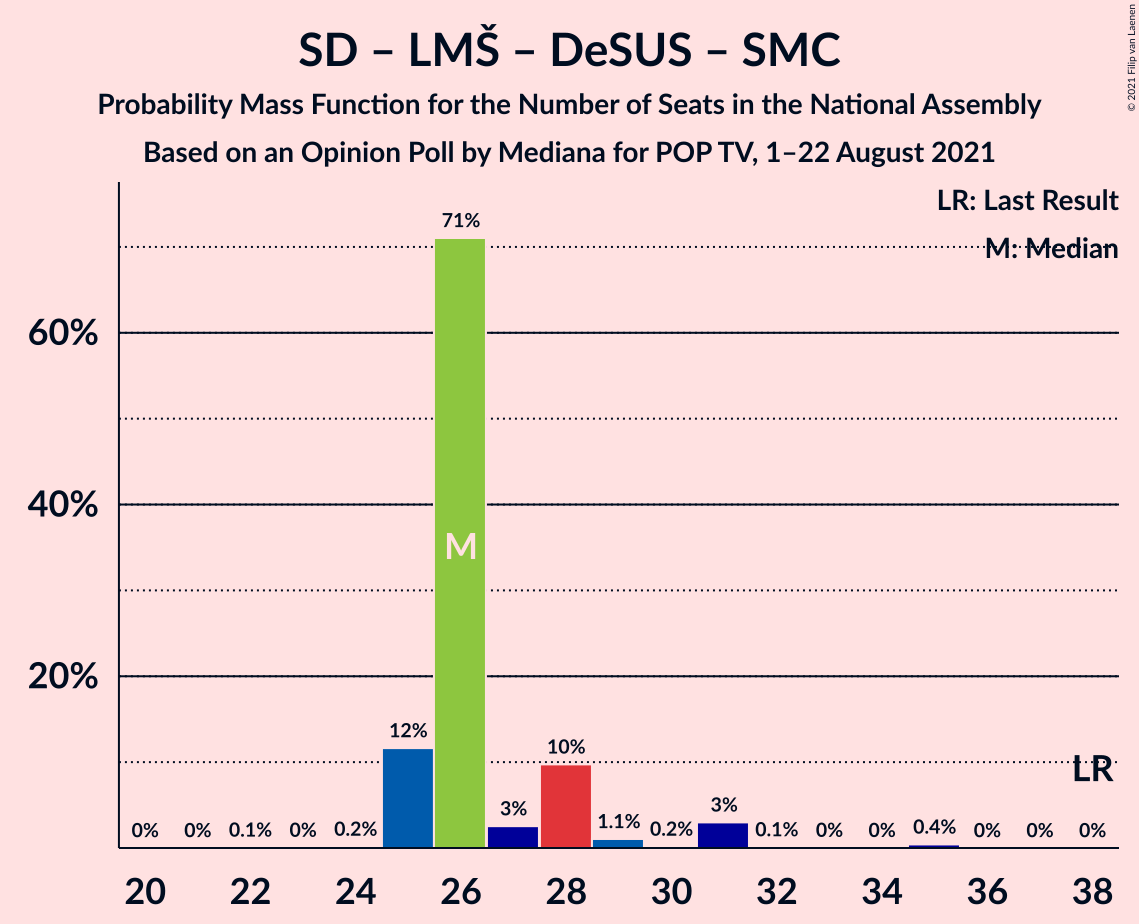 SD – LMŠ – DeSUS – SMC
Probability Mass Function for the Number of Seats in the National Assembly
Based on an Opinion Poll by Mediana for POP TV, 1–22 August 2021
© 2021 Filip van Laenen
LR: Last Result
M: Median
71%
60%
40%
20%
M
LR
0%
0%
0.1%
0%
0.2%
12%
3%
10%
1.1%
0.2%
3%
0.1%
0%
0%
0.4%
0%
0%
0%
20 22 24 26 28 30 32 34 36 38